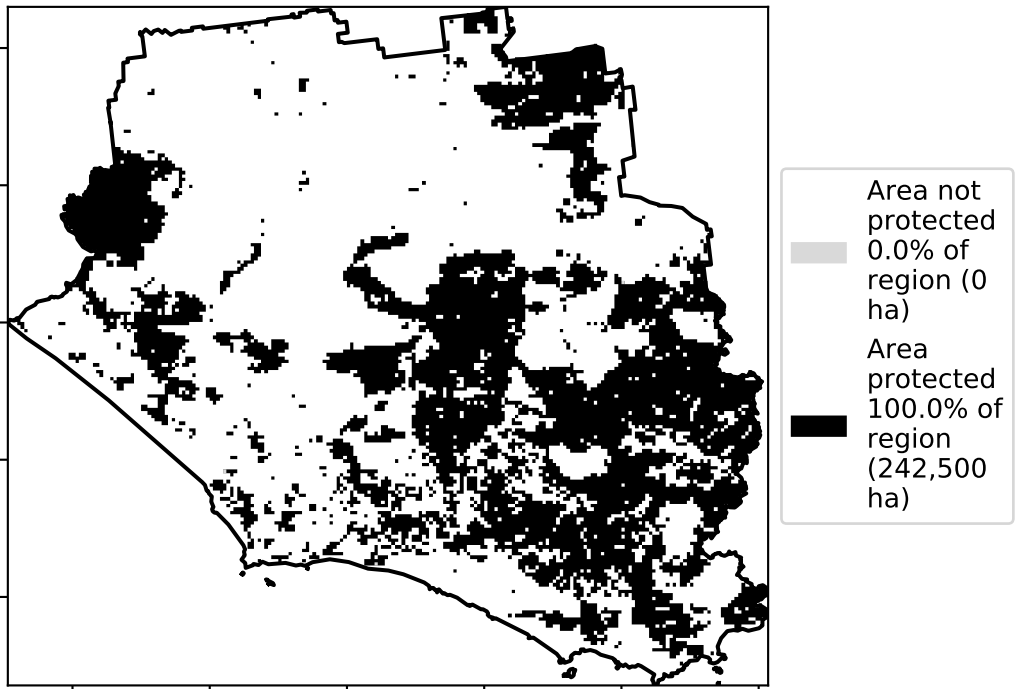 Area not
protected
0.0% of
region (0
ha)
Area
protected
100.0% of
region
(242,500
ha)